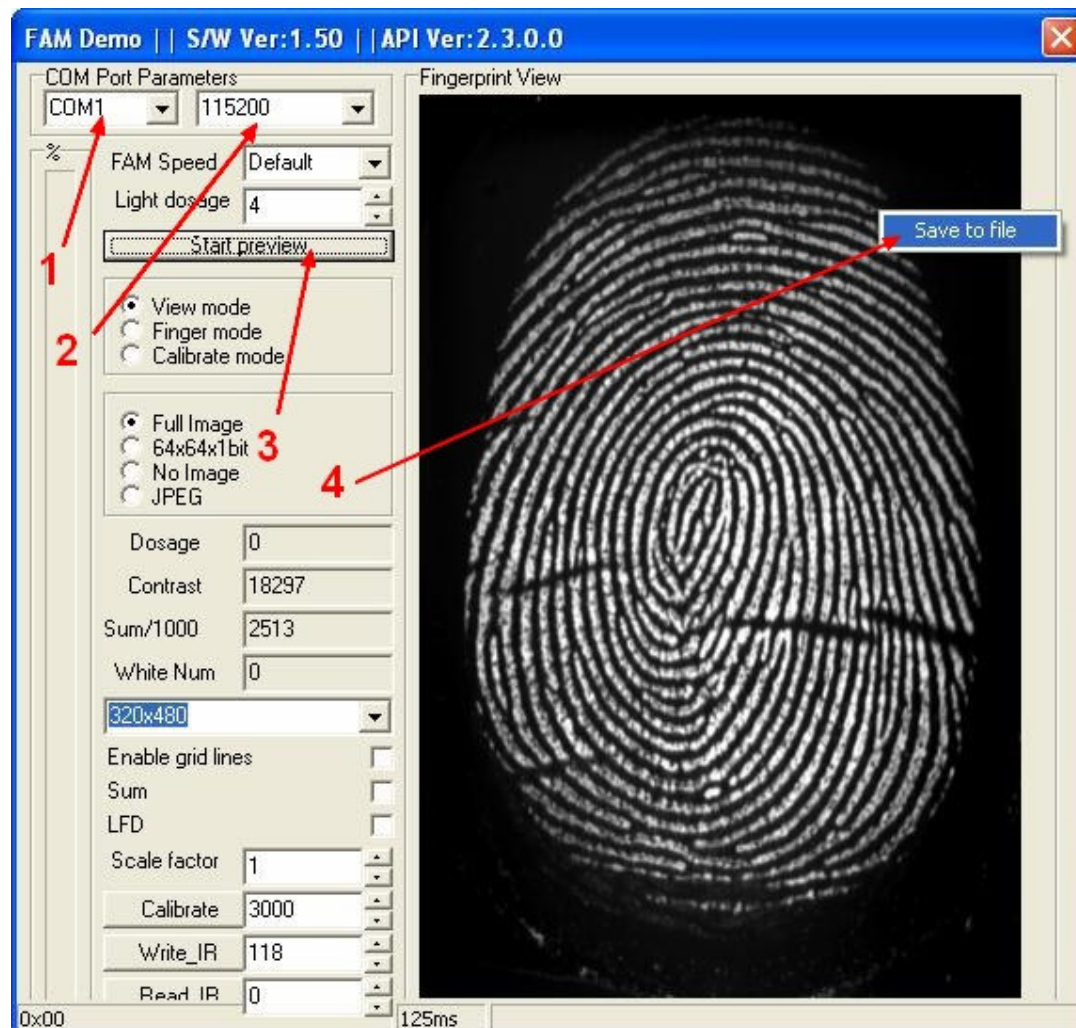 FAM Demo || S/W Ver:1.50 ||API Ver:2.3.0.0
COM Port Parameters
COM1
115200
%
FAM Speed
Default
Light dosage
4
Start preview
1
View mode
Finger mode
Calibrate mode
2
Full Image
64x64x1bit
No Image
JPEG
3
Dosage
0
Contrast
18297
Sum/1000
2513
White Num
0
320x480
Enable grid lines
Sum
LFD
Scale factor
1
Calibrate
3000
Write_IR
118
Read_IR
0
0x00
Fingerprint View
Save to file
4
125ms